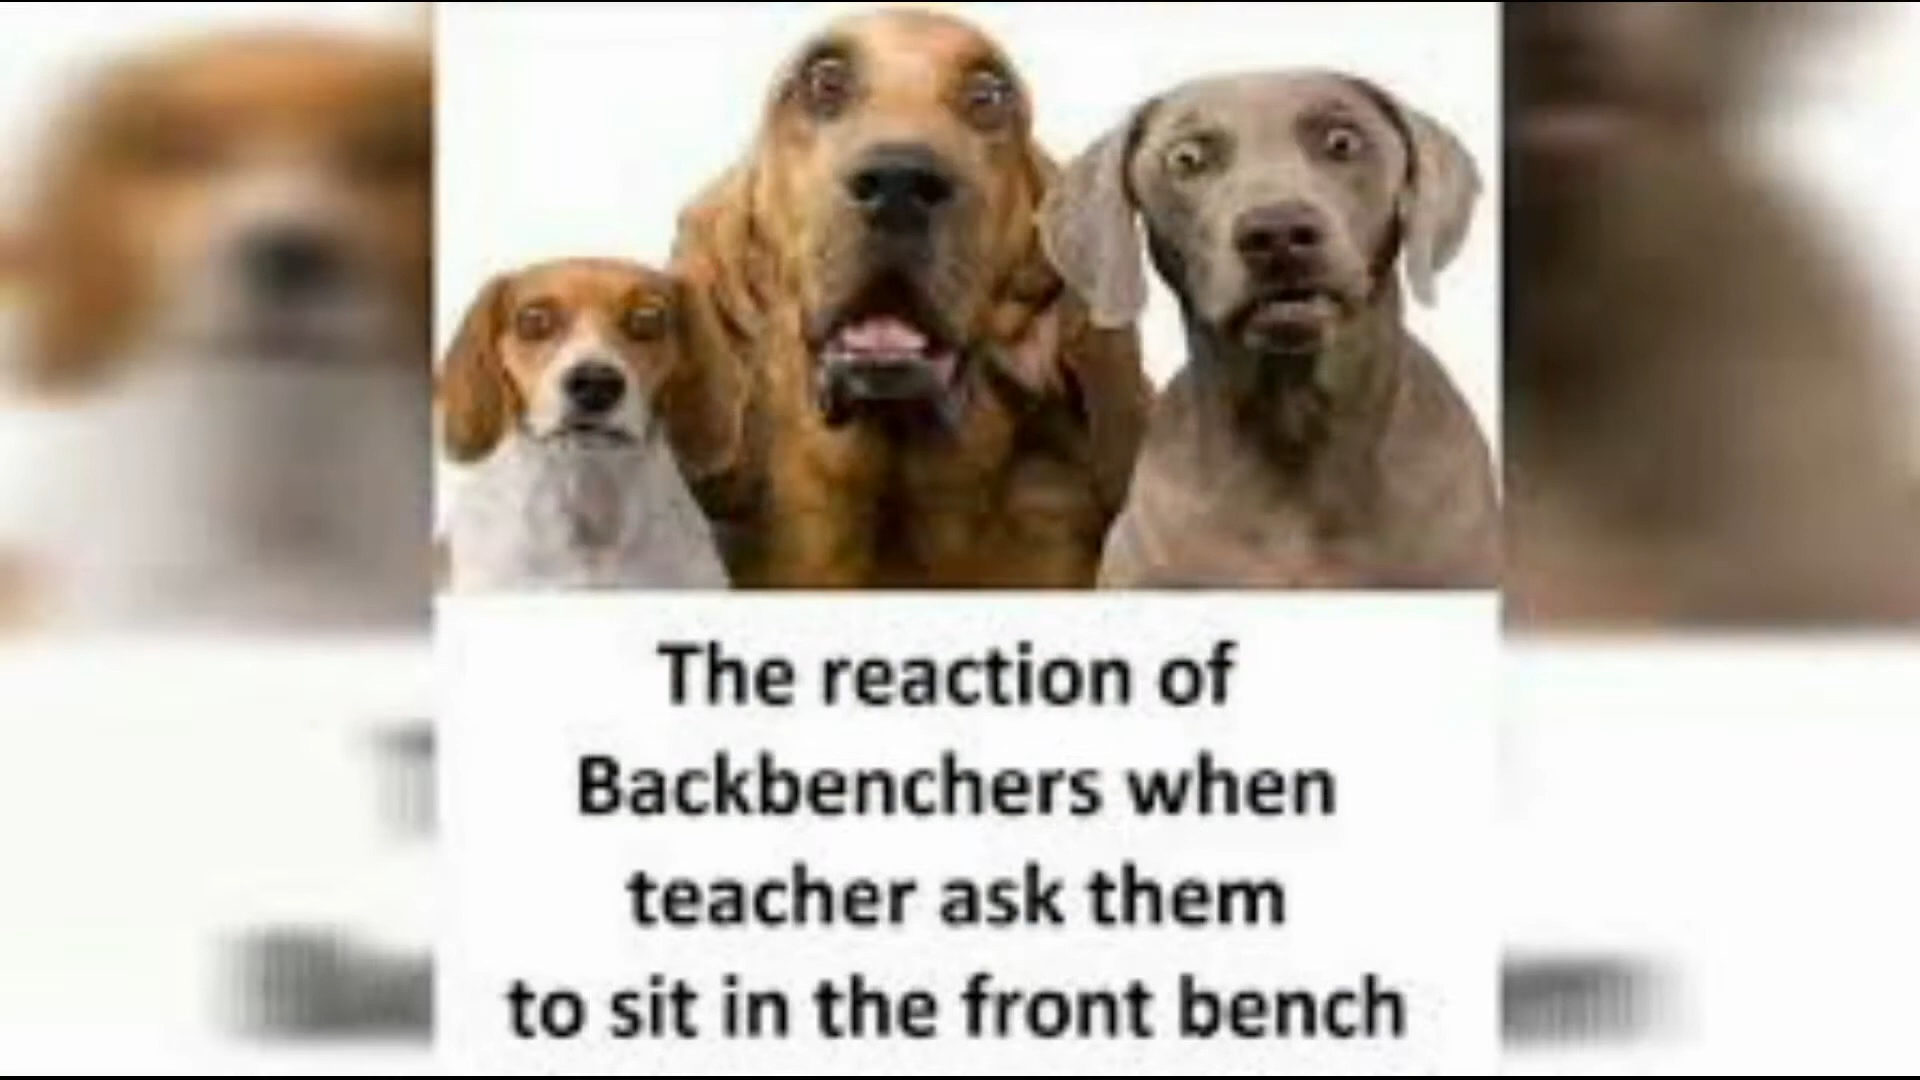 The reaction of
Backbenchers when
teacher ask them
to sit in the front bench